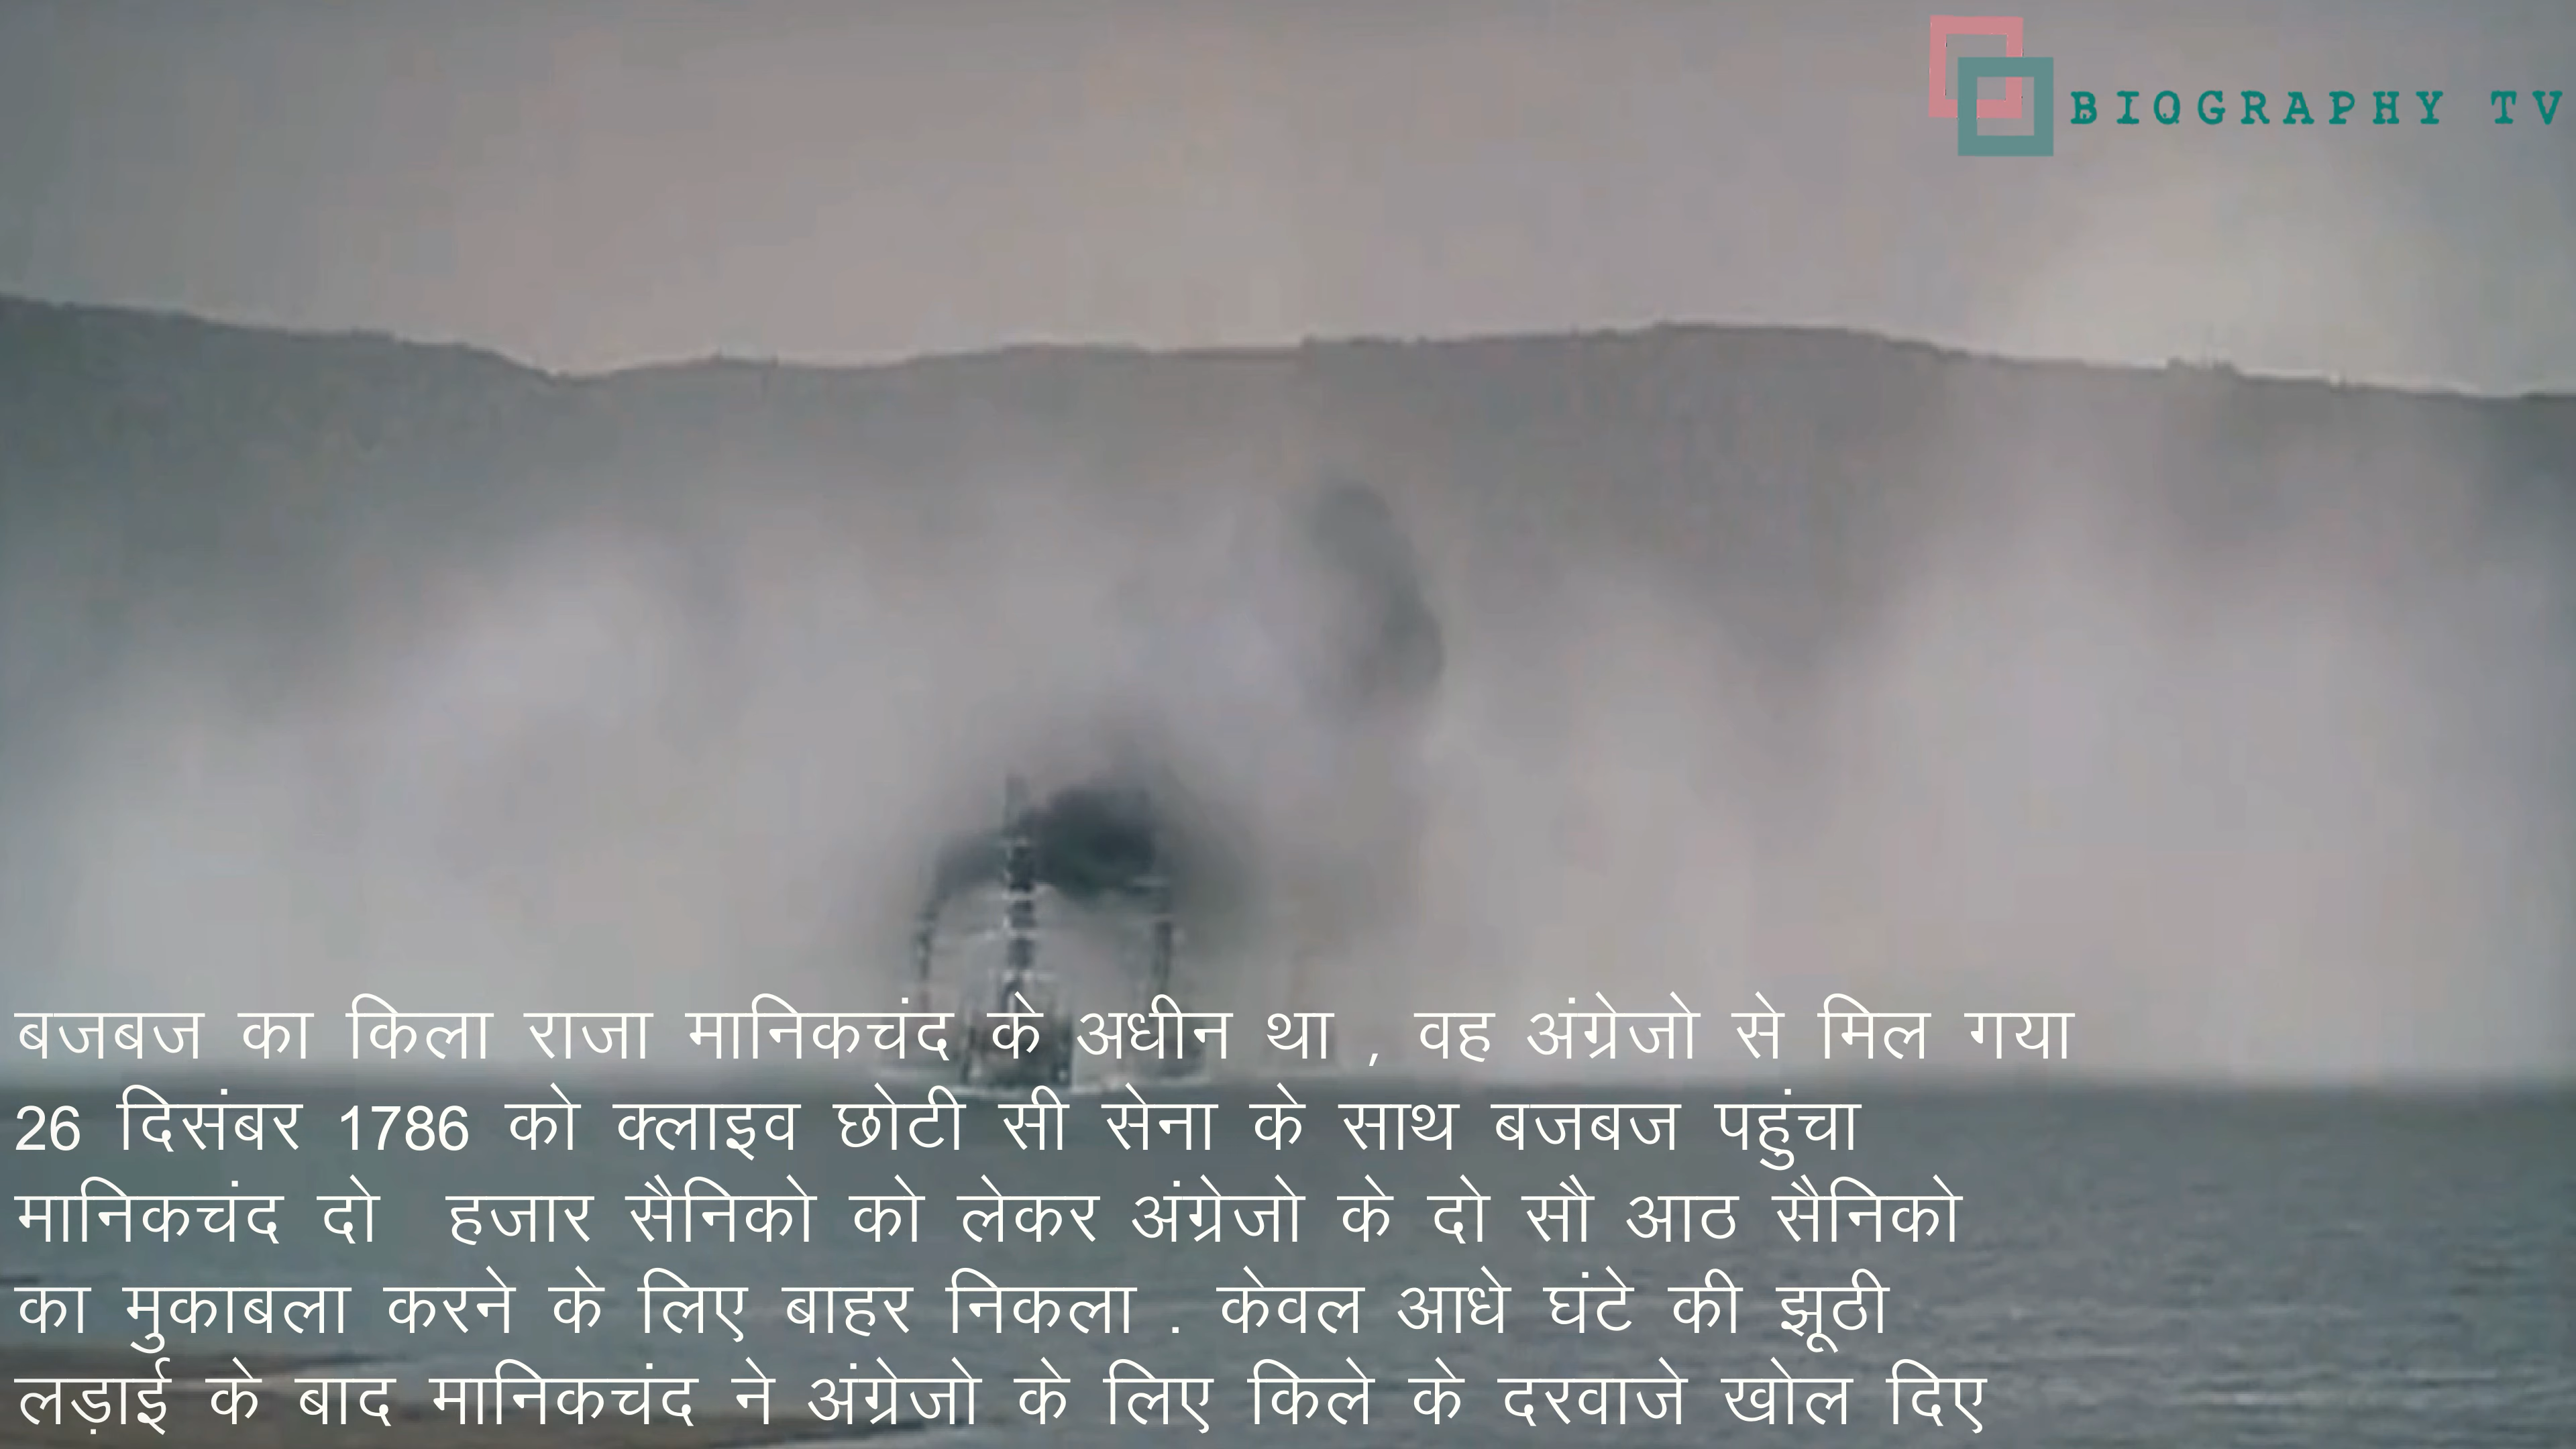 BIOGRAPHY TV
बजबज का किला राजा मानिकचंद के अधीन था , वह अंग्रेजो से मिल गया
26 दिसंबर 1786 को क्लाइव छोटी सी सेना के साथ बजबज पहुंचा
मानिकचंद दो हजार सैनिको को लेकर अंग्रेजो के दो सौ आठ सैनिको
का मुकाबला करने के लिए बाहर निकला . केवल आधे घंटे की झूठी
लड़ाई के बाद मानिकचंद ने अंग्रेजो के लिए किले के दरवाजे खोल दिए